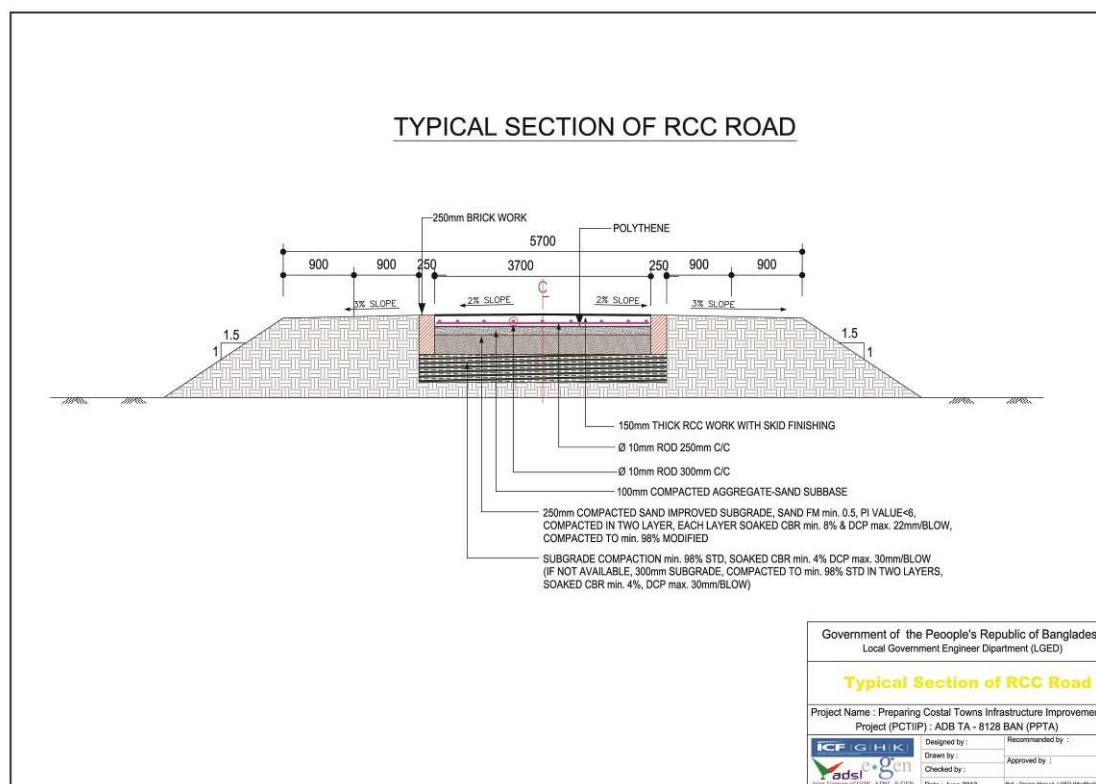 TYPICAL SECTION OF RCC ROAD
250mm BRICK WORK
POLYTHENE
5700
900 900 250 3700 250 900 900
C
L
3% SLOPE 2% SLOPE 2% SLOPE 3% SLOPE
1.5 1.5
1 1
150mm THICK RCC WORK WITH SKID FINISHING
Ø 10mm ROD 250mm C/C
Ø 10mm ROD 300mm C/C
100mm COMPACTED AGGREGATE-SAND SUBBASE
250mm COMPACTED SAND IMPROVED SUBGRADE, SAND FM min. 0.5, PI VALUE<6,
COMPACTED IN TWO LAYER, EACH LAYER SOAKED CBR min. 8% & DCP max. 22mm/BLOW,
COMPACTED TO min. 98% MODIFIED
SUBGRADE COMPACTION min. 98% STD, SOAKED CBR min. 4% DCP max. 30mm/BLOW
(IF NOT AVAILABLE, 300mm SUBGRADE, COMPACTED TO min. 98% STD IN TWO LAYERS,
SOAKED CBR min. 4%, DCP max. 30mm/BLOW)
Government of the Peoople's Republic of Banglades
Local Government Engineer Dipartment (LGED)
Typical Section of RCC Road
Project Name : Preparing Costal Towns Infrastructure Improvemen
Project (PCTIIP) : ADB TA - 8128 BAN (PPTA)
ICF GHK
adsl e.gen
Designed by :
Drawn by :
Checked by :
Recommanded by :
Approved by :